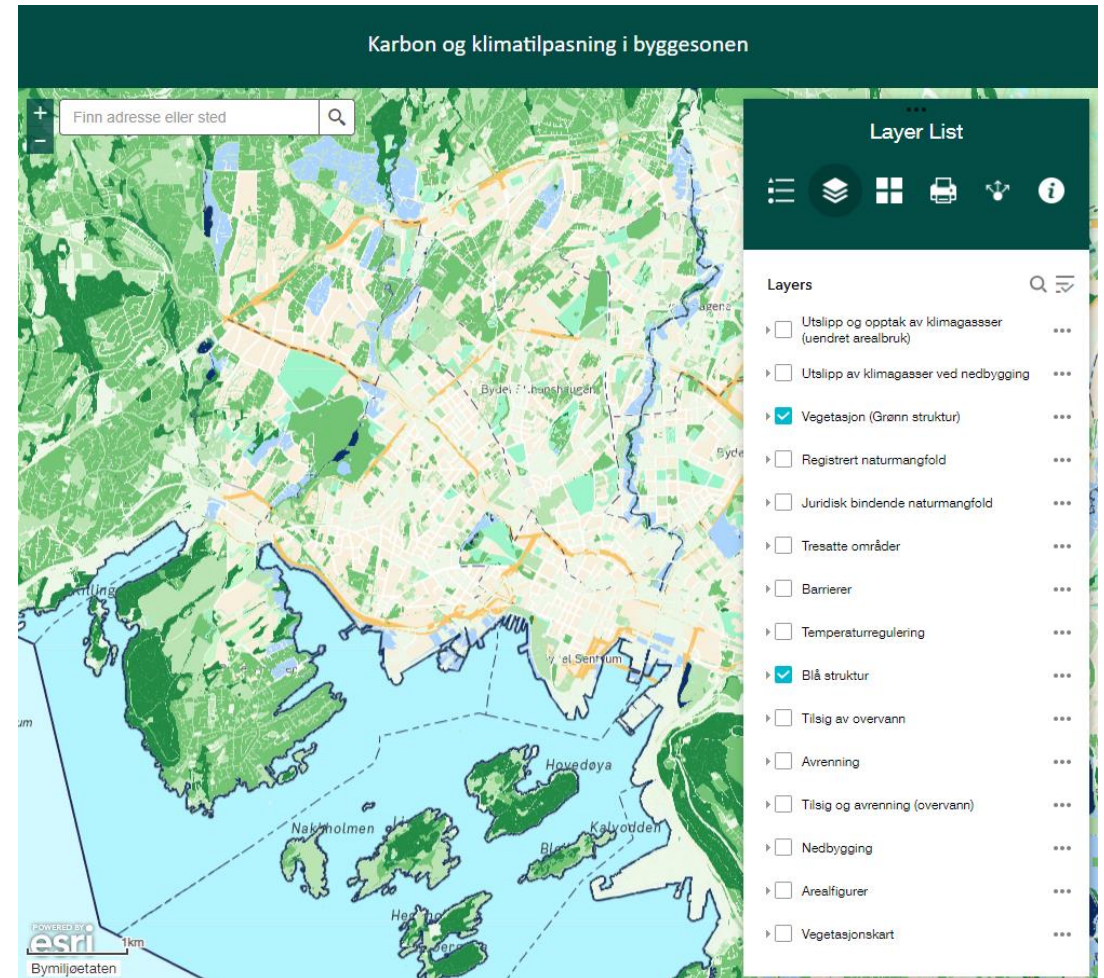 Karbon og klimatilpasning i byggesonen
+
Finn adresse eller sted
−
Layer List
Layers
Utslipp og opptak av klimagassser
(uendret arealbruk)
Utslipp av klimagasser ved nedbygging
Vegetasjon (Grønn struktur)
Registrert naturmangfold
Juridisk bindende naturmangfold
Tresatte områder
Barrierer
Temperaturregulering
Blå struktur
Tilsig av overvann
Avrenning
Tilsig og avrenning (overvann)
Nedbygging
Arealfigurer
Vegetasjonskart
Hovedøya
Kalvodden
POWERED BY
esri
1km
Bymiljøetaten